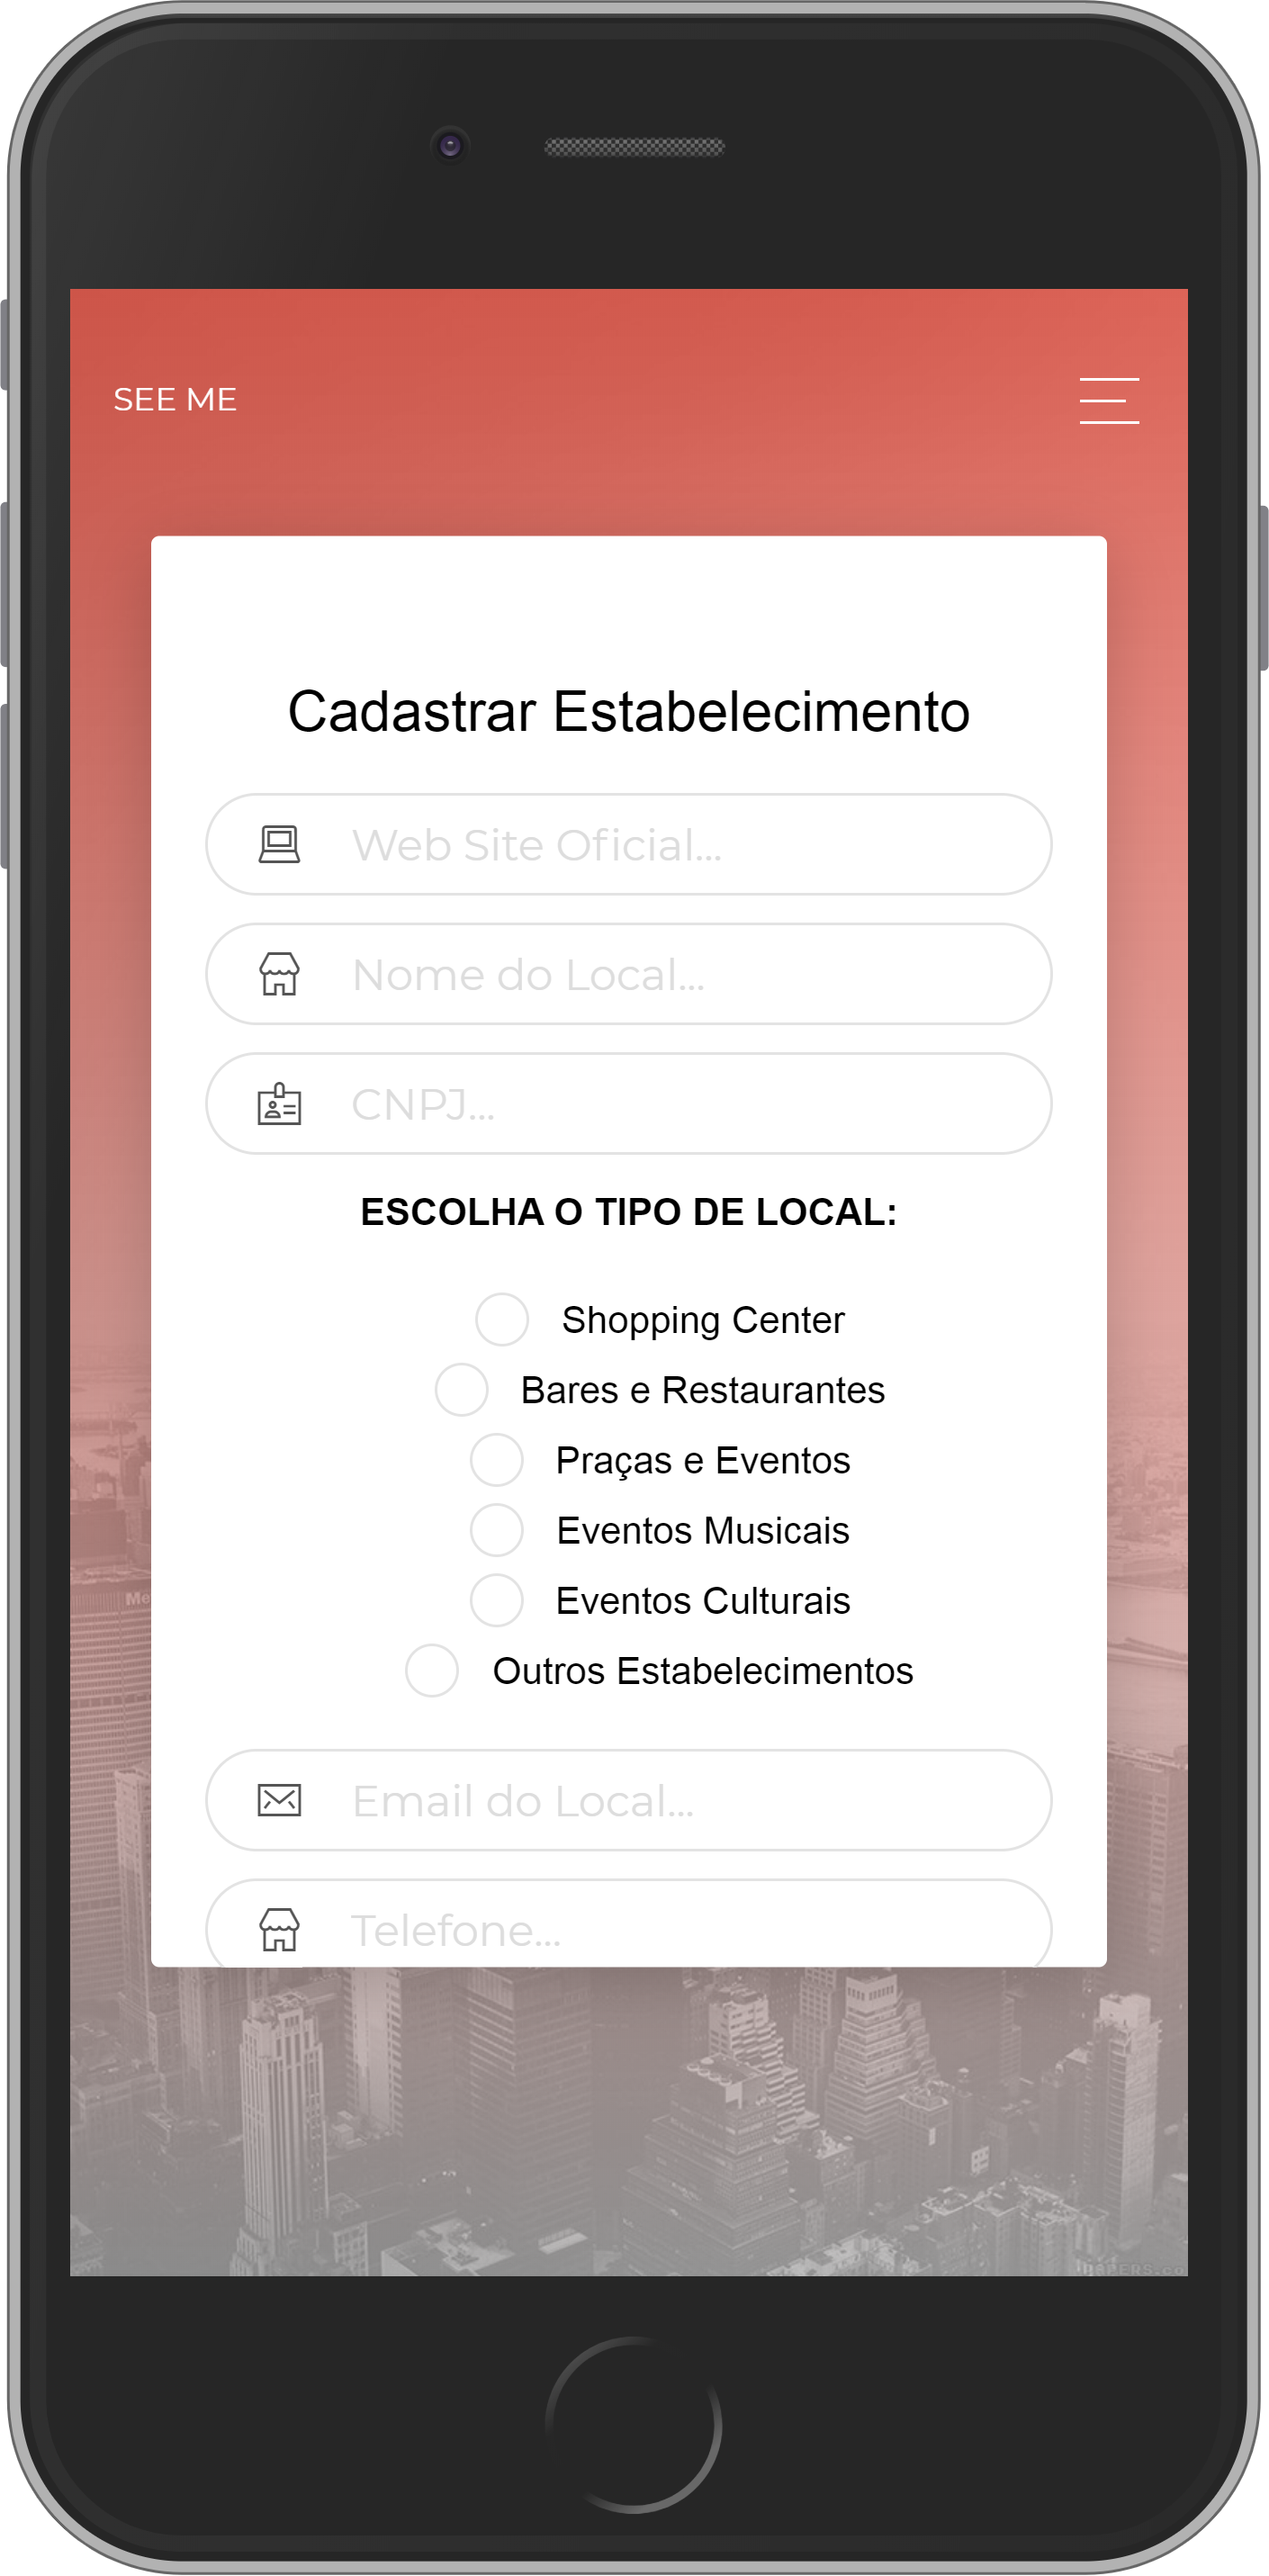 SEE ME
Cadastrar Estabelecimento
Web Site Oficial...
Nome do Local...
CNPJ...
ESCOLHA O TIPO DE LOCAL:
Shopping Center
Bares e Restaurantes
Praças e Eventos
Eventos Musicais
Eventos Culturais
Outros Estabelecimentos
Email do Local...
Telefone...